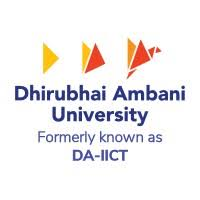 Dhirubhai Ambani
University
Formerly known as
DA-IICT